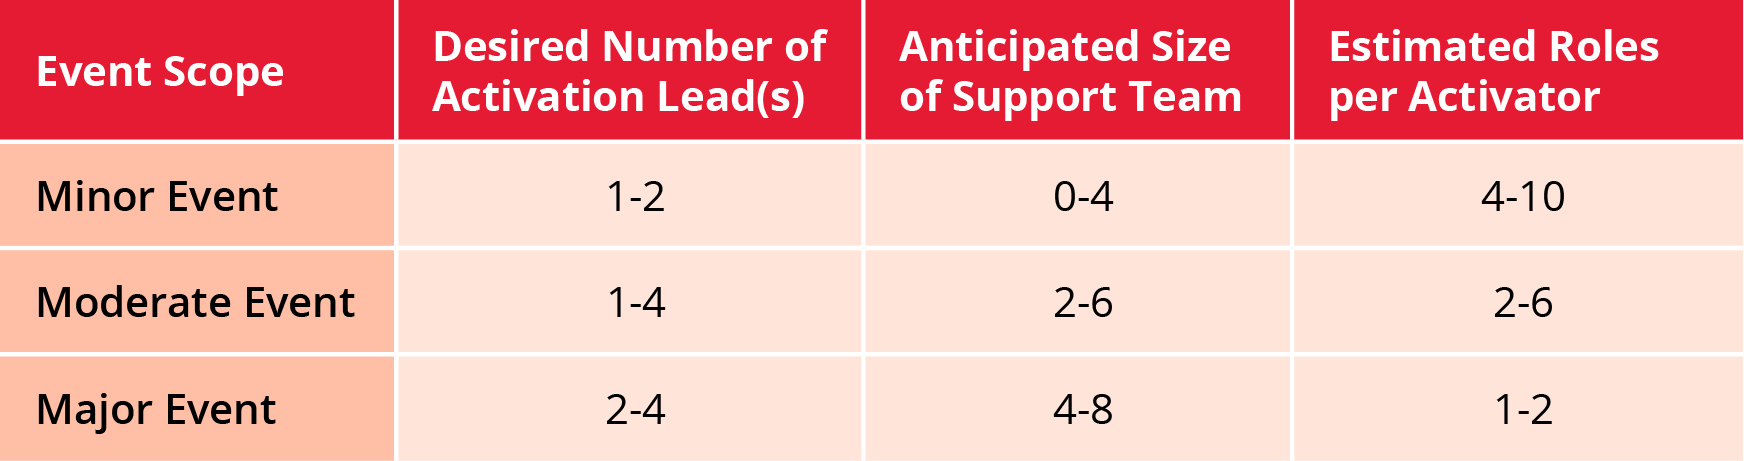 Event Scope
Desired Number of
Activation Lead(s)
Anticipated Size
of Support Team
Estimated Roles
per Activator
Minor Event
1-2
0-4
4-10
Moderate Event
1-4
2-6
2-6
Major Event
2-4
4-8
1-2